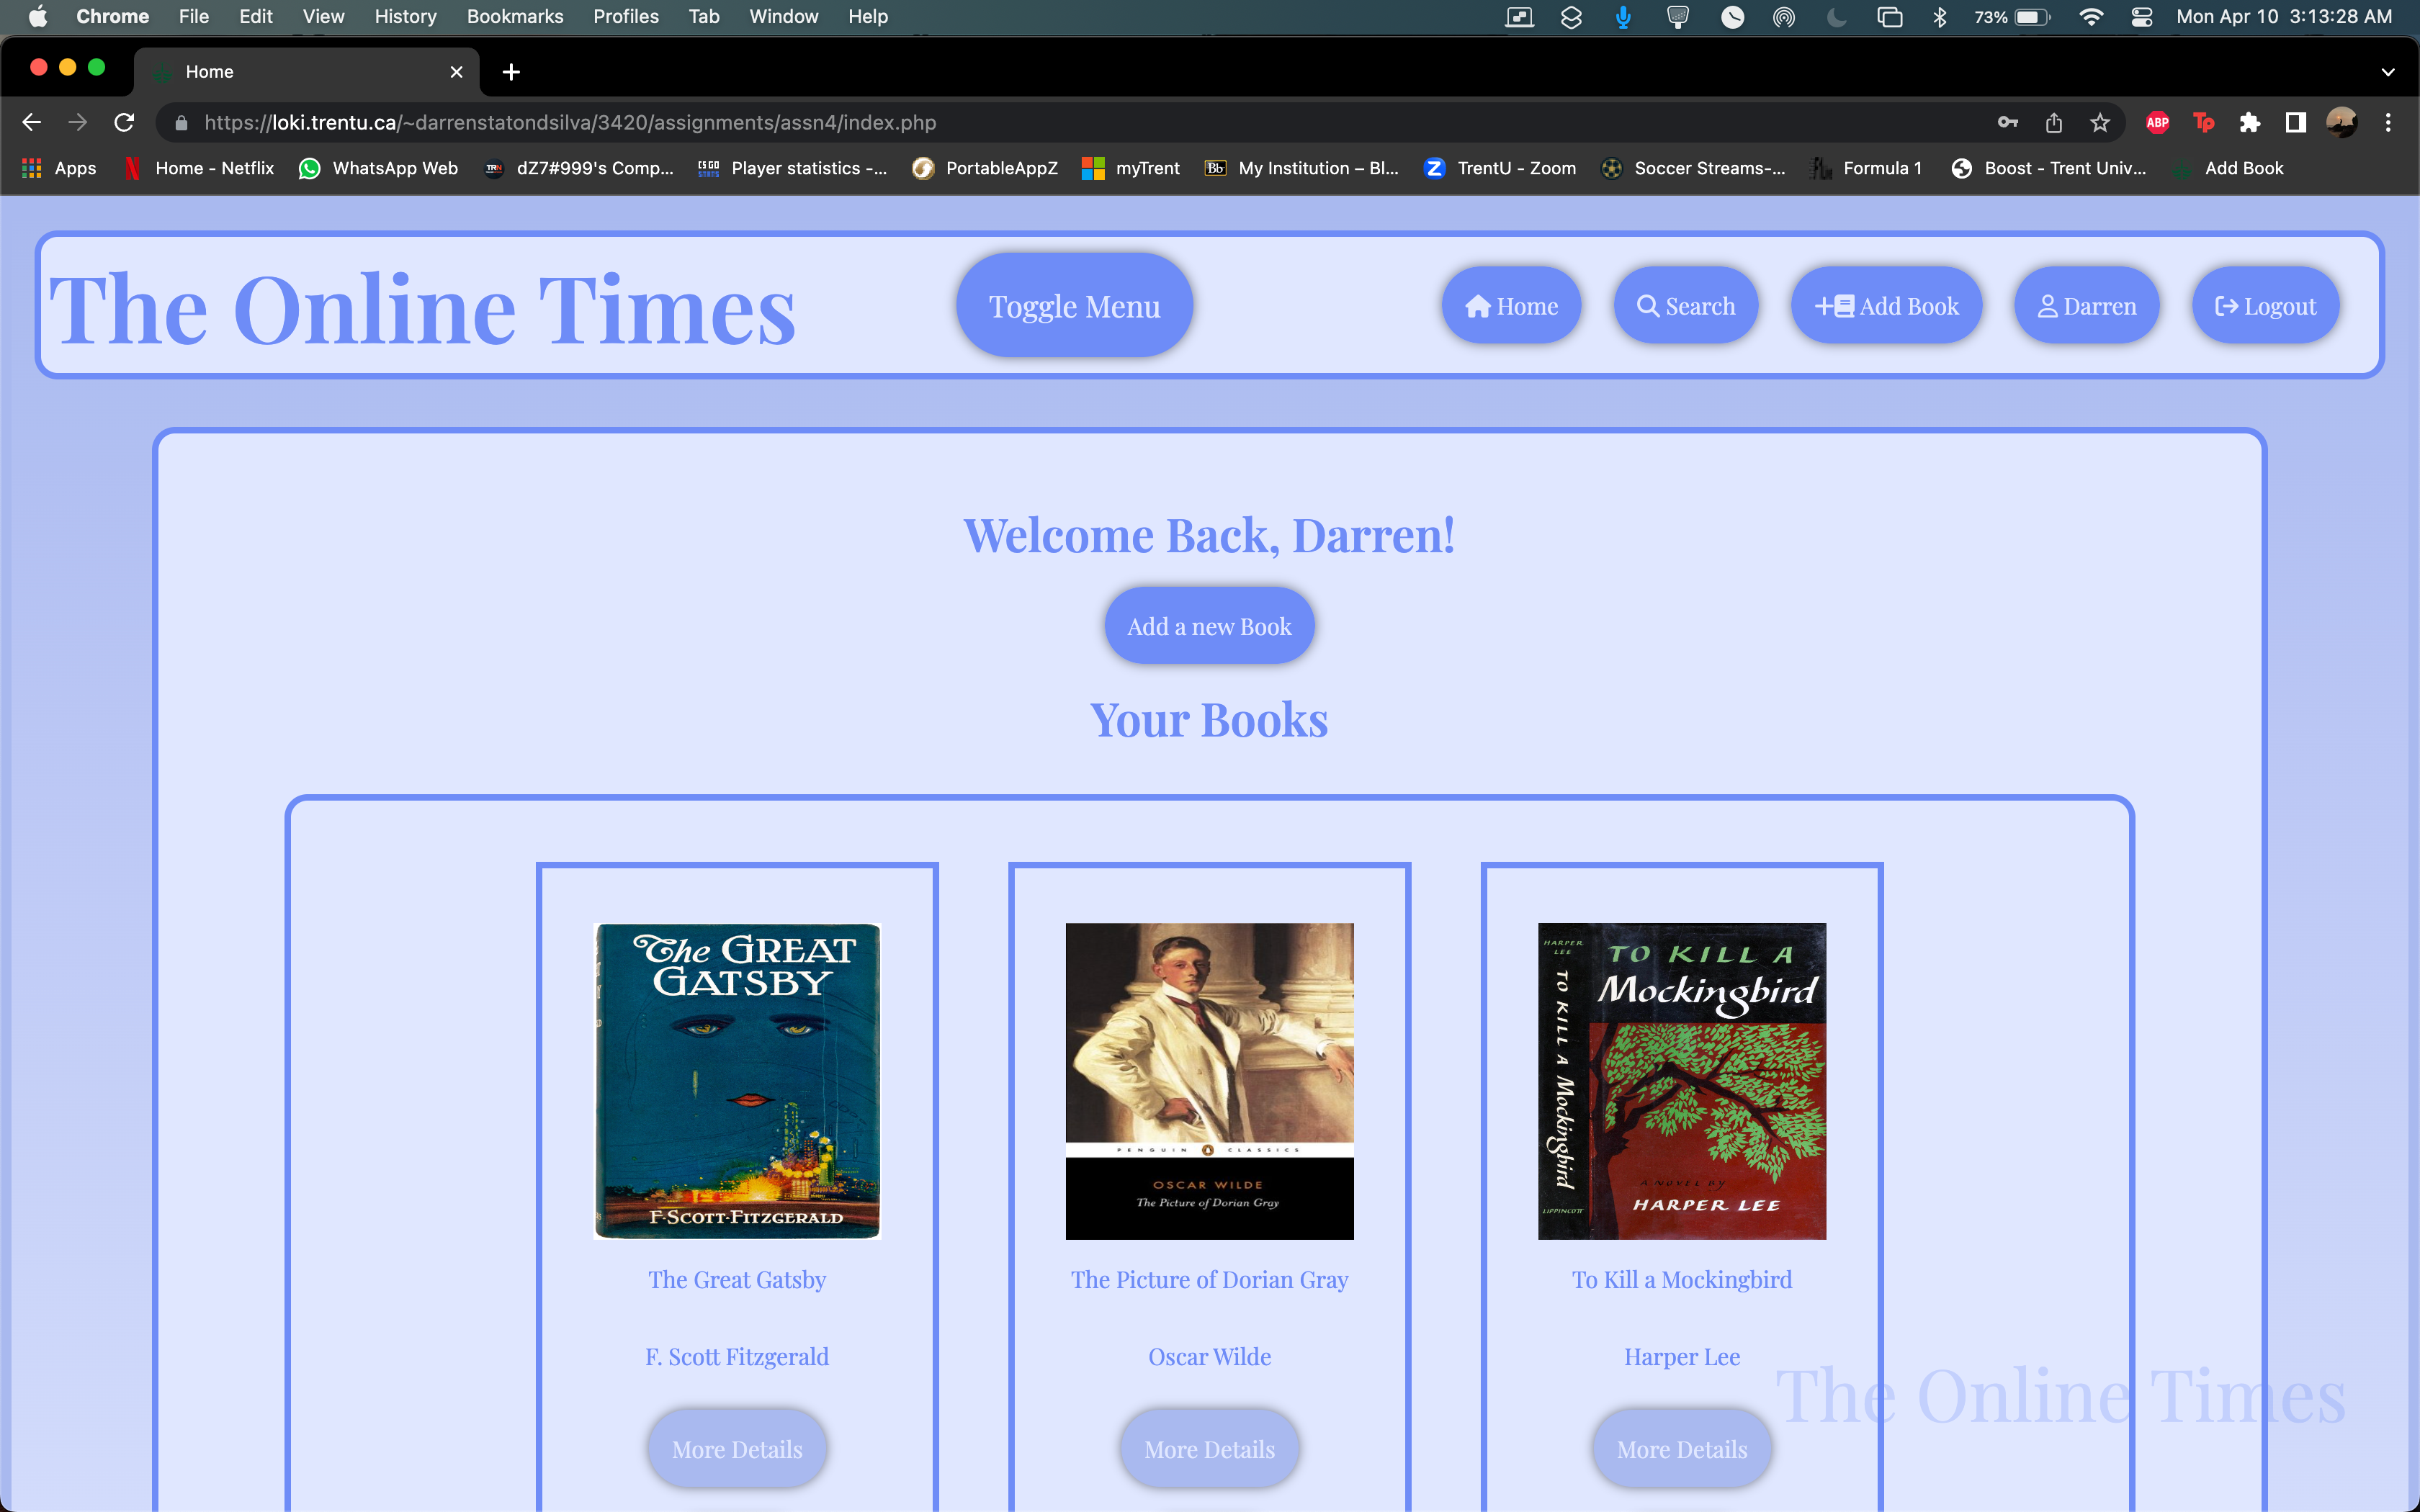 Chrome File Edit View History Bookmarks Profiles Tab Window Help 73% Mon Apr 10 3:13:28 AM
Home
https://loki.trentu.ca/~darrenstatondsilva/3420/assignments/assn4/index.php ABP Tp
Apps Home - Netflix WhatsApp Web TRN dZ7#999's Comp... CSGO STATS Player statistics -... PortableAppZ myTrent Bb My Institution – Bl... Z TrentU - Zoom Soccer Streams-... Formula 1 Boost - Trent Univ... Add Book
The Online Times Toggle Menu Home Search Add Book Darren Logout
Welcome Back, Darren!
Add a new Book
Your Books
The GREAT
GATSBY
F·SCOTT·FITZGERALD
PENGUIN CLASSICS
OSCAR WILDE
The Picture of Dorian Gray
HARPER
LEE
TO KILL A Mockingbird
LIPPINCOTT
TO KILL A
Mockingbird
A NOVEL BY
HARPER LEE
The Great Gatsby The Picture of Dorian Gray To Kill a Mockingbird
F. Scott Fitzgerald Oscar Wilde Harper Lee
The Online Times
More Details More Details More Details